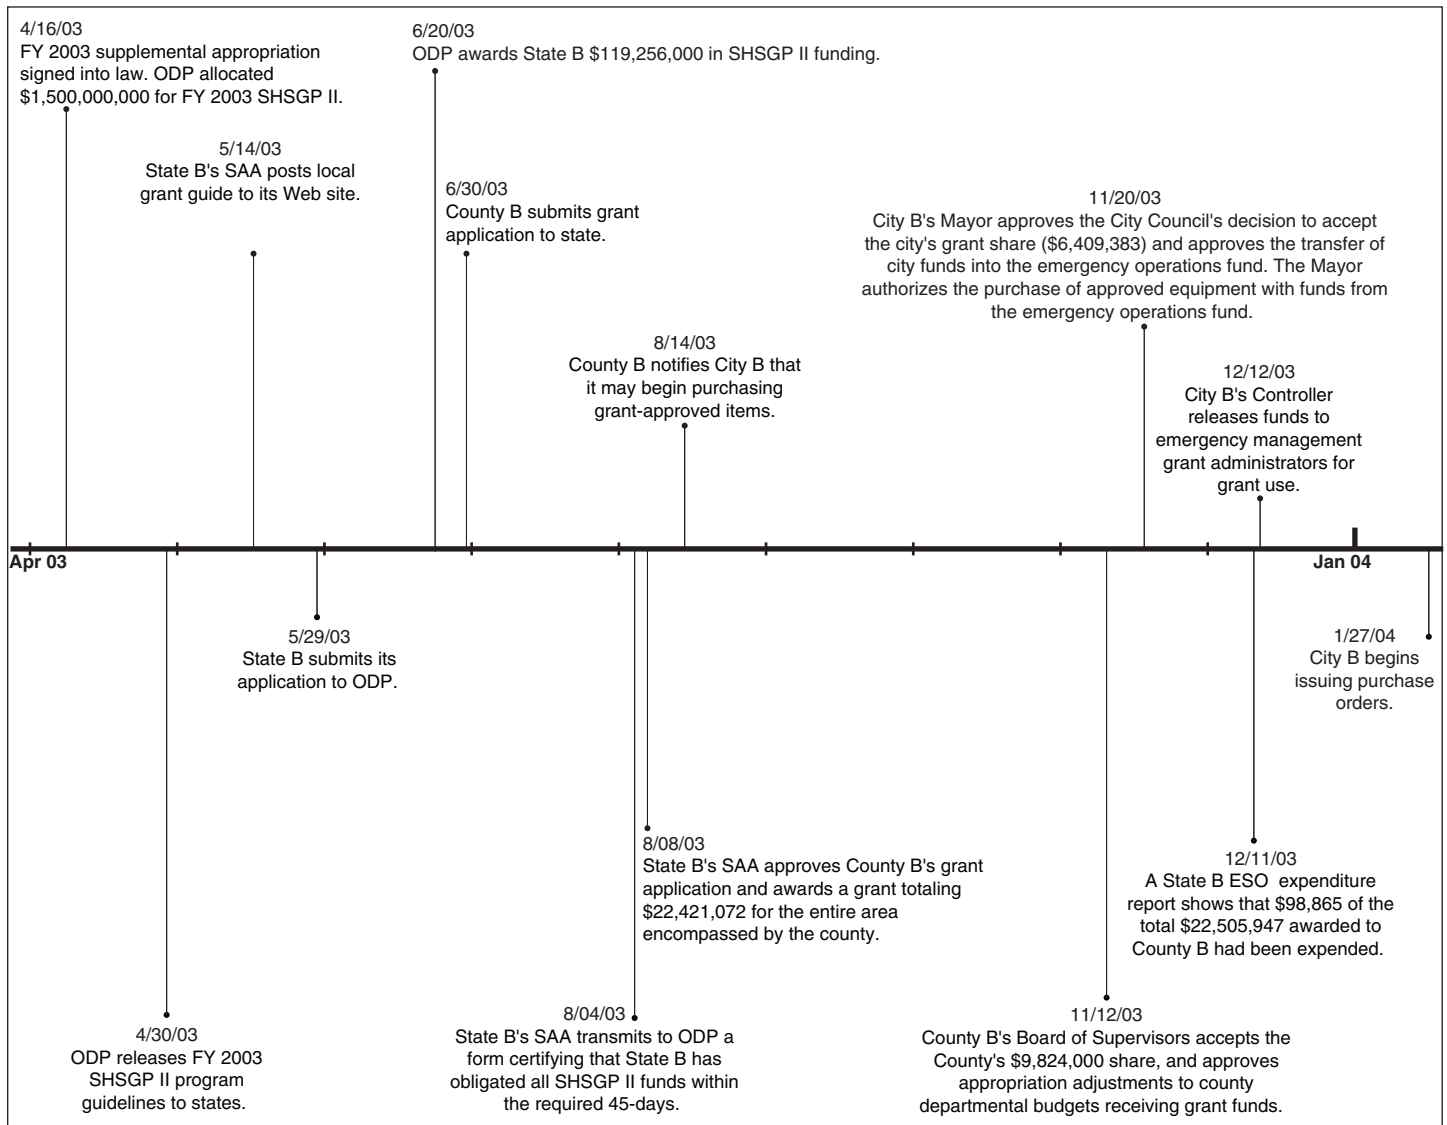 4/16/03
FY 2003 supplemental appropriation
signed into law. ODP allocated
$1,500,000,000 for FY 2003 SHSGP II.
6/20/03
ODP awards State B $119,256,000 in SHSGP II funding.
5/14/03
State B's SAA posts local
grant guide to its Web site.
6/30/03
County B submits grant
application to state.
11/20/03
City B's Mayor approves the City Council's decision to accept
the city's grant share ($6,409,383) and approves the transfer of
city funds into the emergency operations fund. The Mayor
authorizes the purchase of approved equipment with funds from
the emergency operations fund.
8/14/03
County B notifies City B that
it may begin purchasing
grant-approved items.
12/12/03
City B's Controller
releases funds to
emergency management
grant administrators for
grant use.
Apr 03
Jan 04
5/29/03
State B submits its
application to ODP.
1/27/04
City B begins
issuing purchase
orders.
8/08/03
State B's SAA approves County B's grant
application and awards a grant totaling
$22,421,072 for the entire area
encompassed by the county.
12/11/03
A State B ESO expenditure
report shows that $98,865 of the
total $22,505,947 awarded to
County B had been expended.
4/30/03
ODP releases FY 2003
SHSGP II program
guidelines to states.
8/04/03
State B's SAA transmits to ODP a
form certifying that State B has
obligated all SHSGP II funds within
the required 45-days.
11/12/03
County B's Board of Supervisors accepts the
County's $9,824,000 share, and approves
appropriation adjustments to county
departmental budgets receiving grant funds.